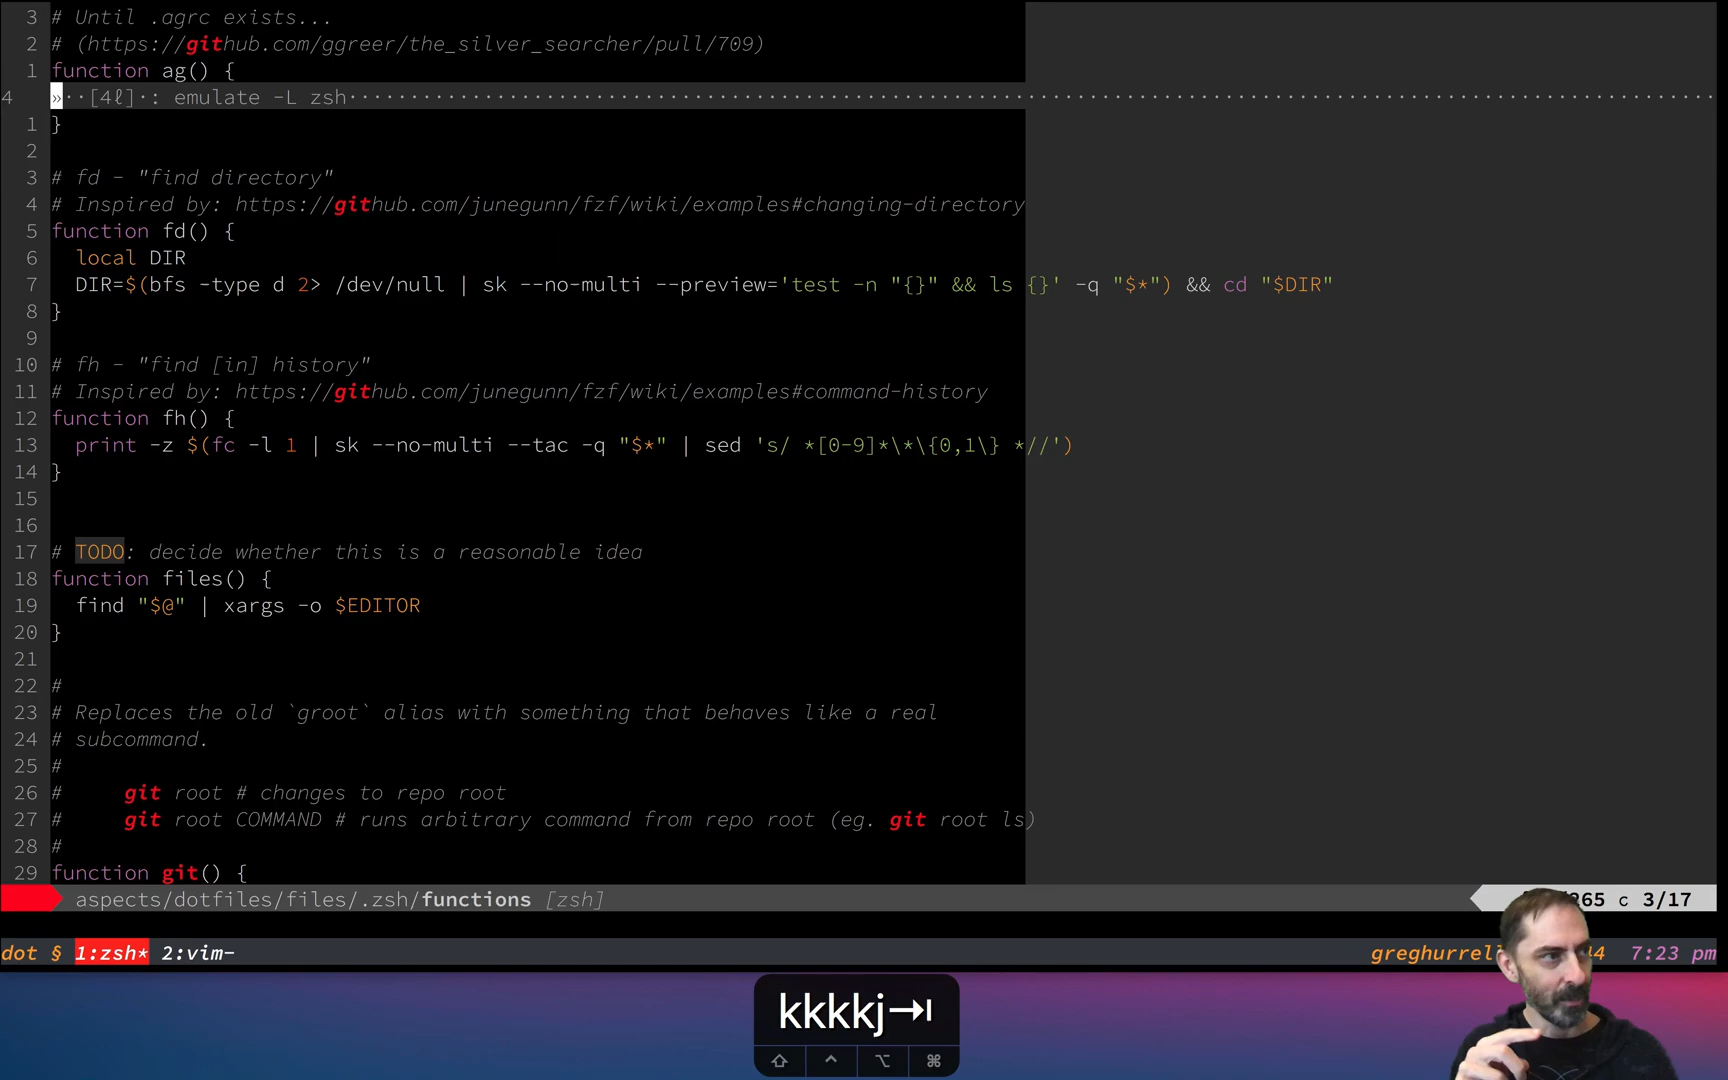 3 # Until .agrc exists...
2 # (https://github.com/ggreer/the_silver_searcher/pull/709)
1 function ag() {
4 »··[4ℓ]·: emulate -L zsh·······························································································
1 }
2
3 # fd - "find directory"
4 # Inspired by: https://github.com/junegunn/fzf/wiki/examples#changing-directory
5 function fd() {
6   local DIR
7   DIR=$(bfs -type d 2> /dev/null | sk --no-multi --preview='test -n "{}" && ls {}' -q "$*") && cd "$DIR"
8 }
9
10 # fh - "find [in] history"
11 # Inspired by: https://github.com/junegunn/fzf/wiki/examples#command-history
12 function fh() {
13   print -z $(fc -l 1 | sk --no-multi --tac -q "$*" | sed 's/ *[0-9]*\*\{0,1\} *//')
14 }
15
16
17 # TODO: decide whether this is a reasonable idea
18 function files() {
19   find "$@" | xargs -o $EDITOR
20 }
21
22 #
23 # Replaces the old `groot` alias with something that behaves like a real
24 # subcommand.
25 #
26 #     git root # changes to repo root
27 #     git root COMMAND # runs arbitrary command from repo root (eg. git root ls)
28 #
29 function git() {
aspects/dotfiles/files/.zsh/functions [zsh] 265 c 3/17
dot § 1:zsh* 2:vim- greghurrell 7:23 pm
kkkkj⇥
⇧ ^ ⌥ ⌘